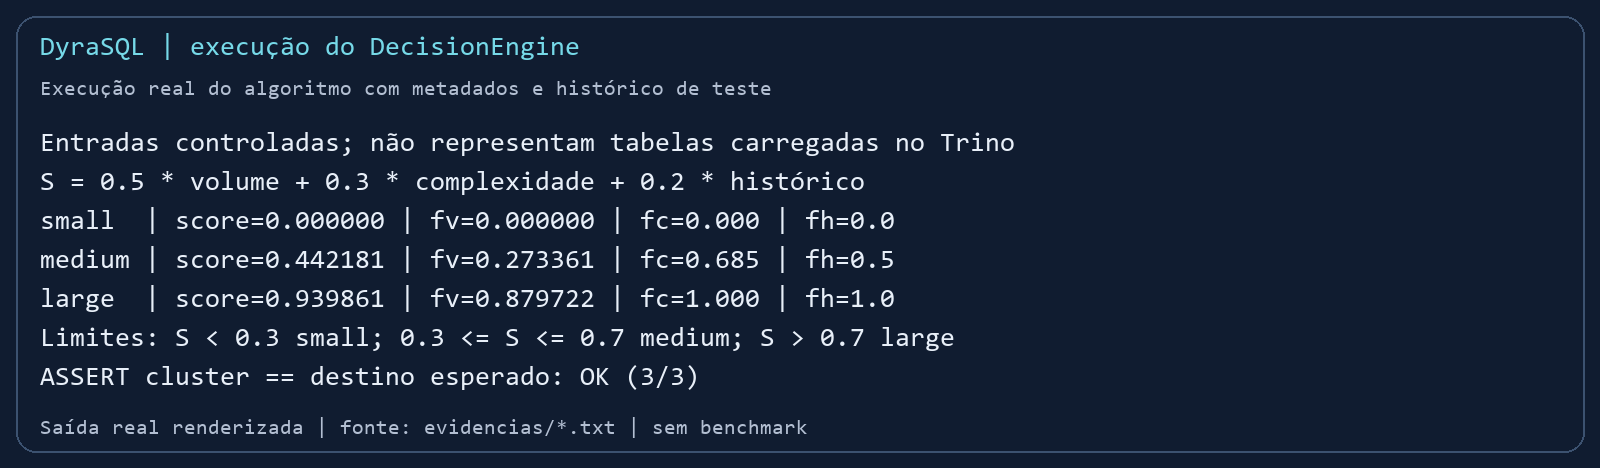 DyraSQL | execução do DecisionEngine
Execução real do algoritmo com metadados e histórico de teste
Entradas controladas; não representam tabelas carregadas no Trino
S = 0.5 * volume + 0.3 * complexidade + 0.2 * histórico
small  | score=0.000000 | fv=0.000000 | fc=0.000 | fh=0.0
medium | score=0.442181 | fv=0.273361 | fc=0.685 | fh=0.5
large  | score=0.939861 | fv=0.879722 | fc=1.000 | fh=1.0
Limites: S < 0.3 small; 0.3 <= S <= 0.7 medium; S > 0.7 large
ASSERT cluster == destino esperado: OK (3/3)
Saída real renderizada | fonte: evidencias/*.txt | sem benchmark